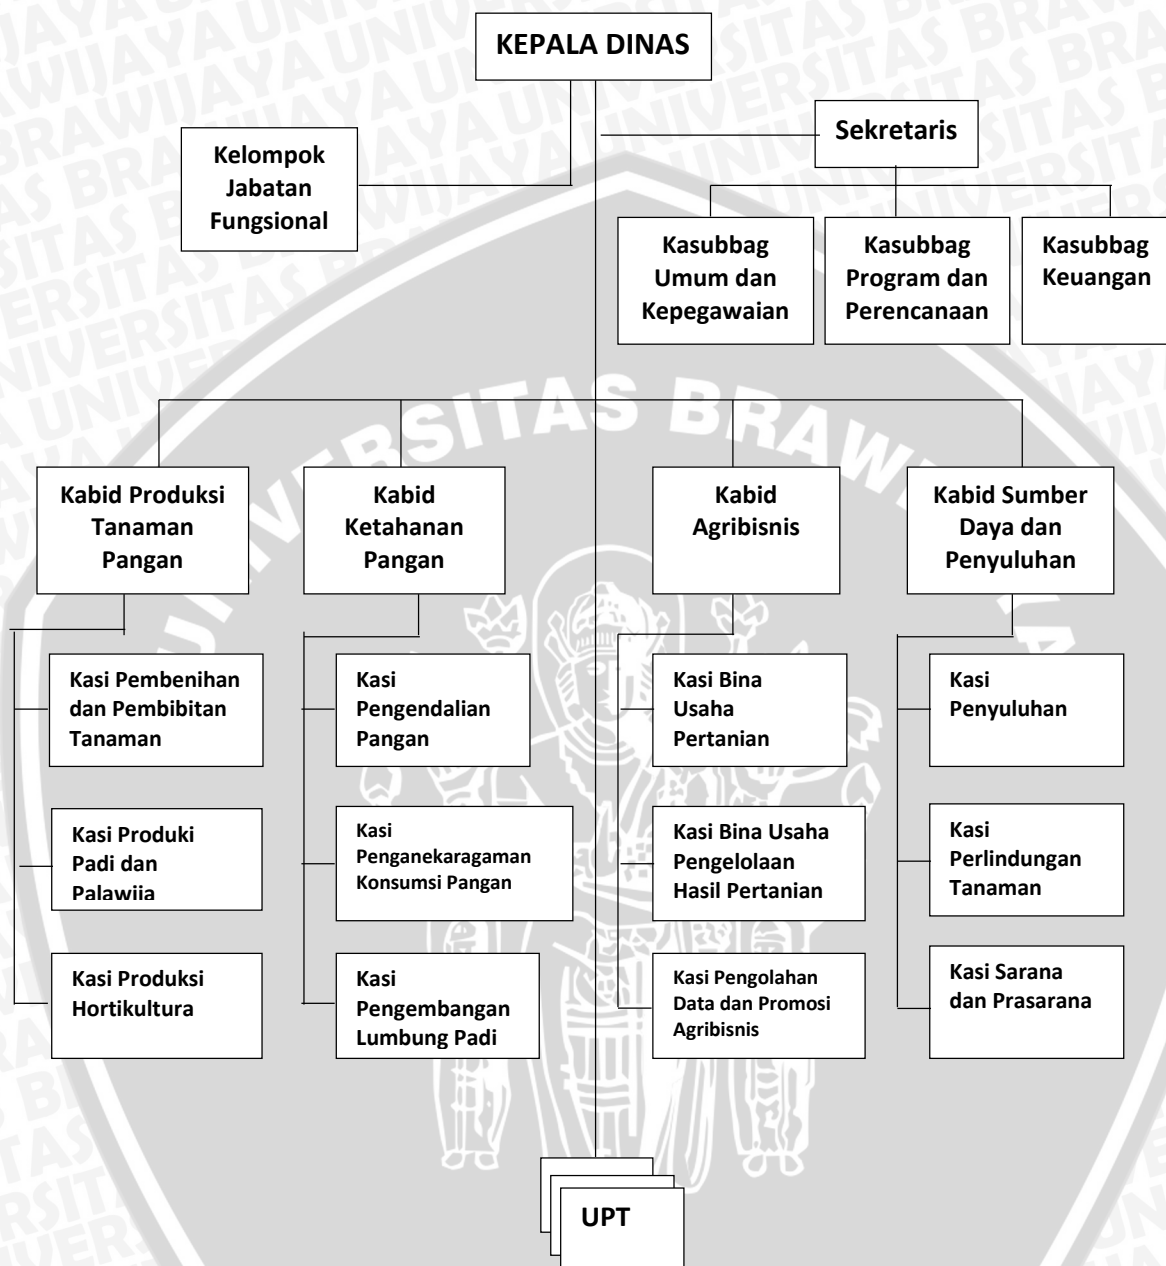 KEPALA DINAS
Sekretaris
Kelompok
Jabatan
Fungsional
Kasubbag
Umum dan
Kepegawaian
Kasubbag
Program dan
Perencanaan
Kasubbag
Keuangan
Kabid Produksi
Tanaman
Pangan
Kabid
Ketahanan
Pangan
Kabid
Agribisnis
Kabid Sumber
Daya dan
Penyuluhan
Kasi Pembenihan
dan Pembibitan
Tanaman
Kasi
Pengendalian
Pangan
Kasi Bina
Usaha
Pertanian
Kasi
Penyuluhan
Kasi Produki
Padi dan
Palawija
Kasi
Penganekaragaman
Konsumsi Pangan
Kasi Bina Usaha
Pengelolaan
Hasil Pertanian
Kasi
Perlindungan
Tanaman
Kasi Produksi
Hortikultura
Kasi
Pengembangan
Lumbung Padi
Kasi Pengolahan
Data dan Promosi
Agribisnis
Kasi Sarana
dan Prasarana
UPT
UNIVERSITAS BRAWIJAYA